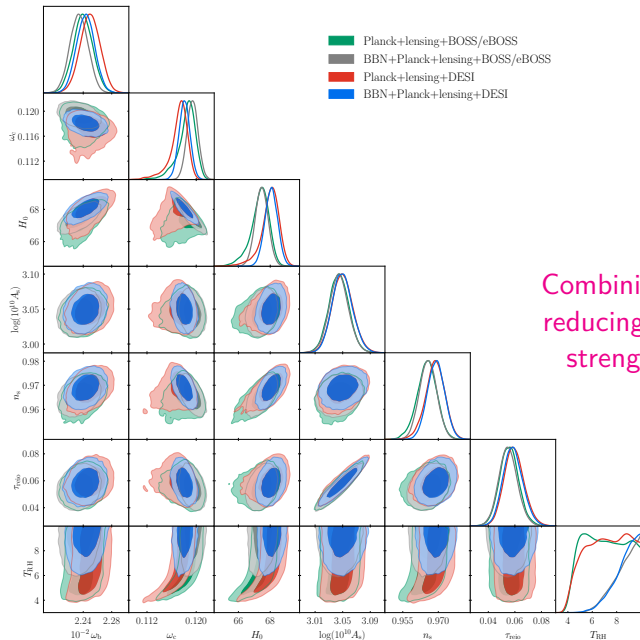 Planck+lensing+BOSS/eBOSS
BBN+Planck+lensing+BOSS/eBOSS
Planck+lensing+DESI
BBN+Planck+lensing+DESI
0.120
0.116
0.112
ω_c
68
66
H_0
Combini
reducing
strengt
3.10
3.05
3.00
log(10^{10} A_s)
0.98
0.97
0.96
n_s
0.08
0.06
0.04
τ_reio
8
6
4
T_RH
2.24 2.28 0.112 0.120 66 68 3.01 3.05 3.09 0.955 0.970 0.04 0.06 0.08 4 6 8
10^{-2} ω_b ω_c H_0 log(10^{10} A_s) n_s τ_reio T_RH